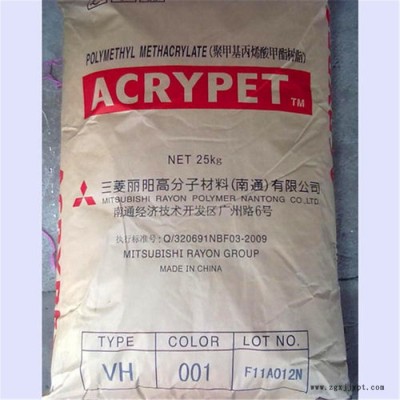 POLYMETHYL METHACRYLATE (聚甲基丙烯酸甲酯树脂)
ACRYPET TM
NET 25kg
三菱丽阳高分子材料(南通)有限公司
MITSUBISHI RAYON POLYMER NANTONG CO.,LTD
南通经济技术开发区广州路6号
执行标准号:Q/320691NBF03-2009
MITSUBISHI RAYON GROUP
MADE IN CHINA
TYPE COLOR LOT NO.
VH 001 F11A012N
www.zgxjjypt.com